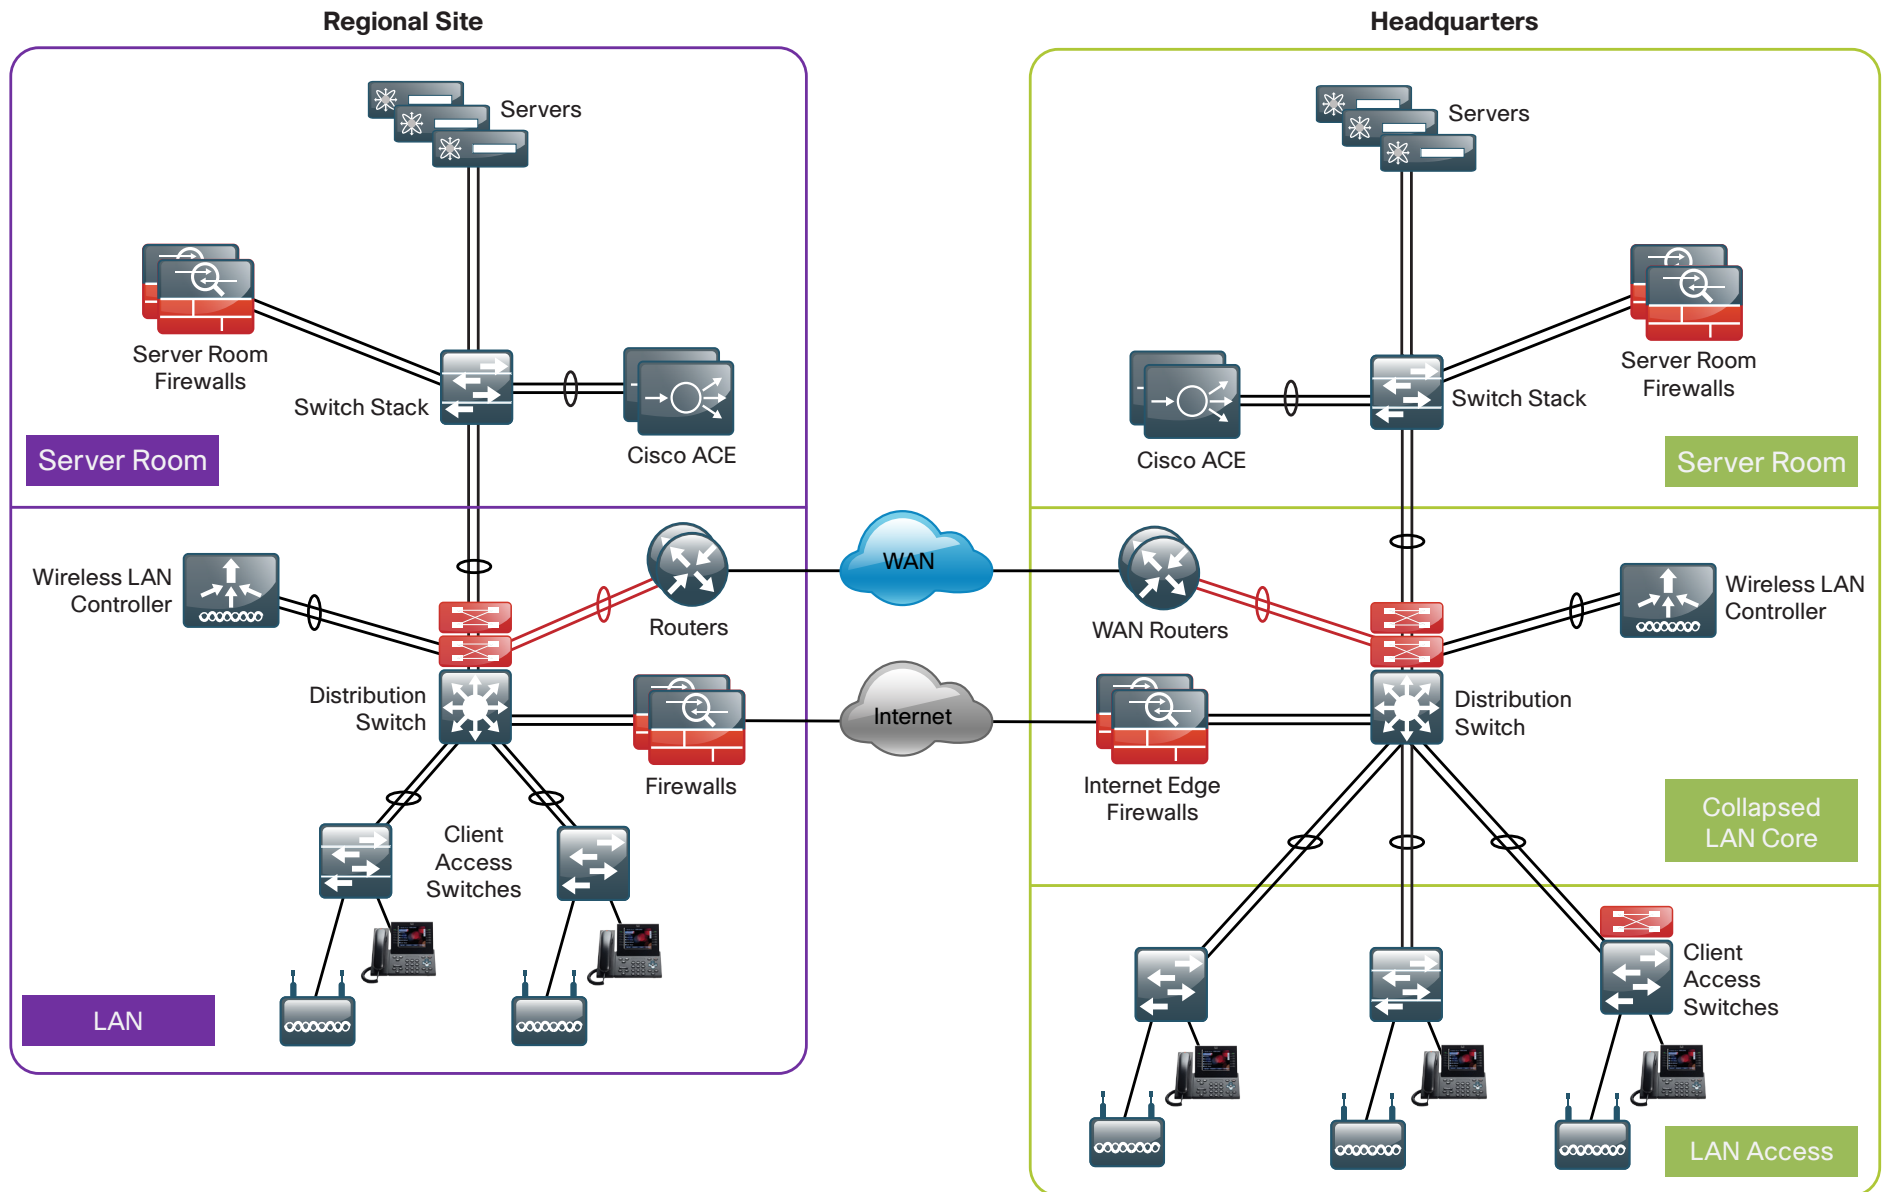 Regional Site
Servers
Server Room
Firewalls
Switch Stack
Cisco ACE
Server Room
Wireless LAN
Controller
Routers
Distribution
Switch
Firewalls
Client
Access
Switches
LAN
WAN
Internet
Headquarters
Servers
Server Room
Firewalls
Switch Stack
Cisco ACE
Server Room
WAN Routers
Wireless LAN
Controller
Distribution
Switch
Internet Edge
Firewalls
Collapsed
LAN Core
Client
Access
Switches
LAN Access